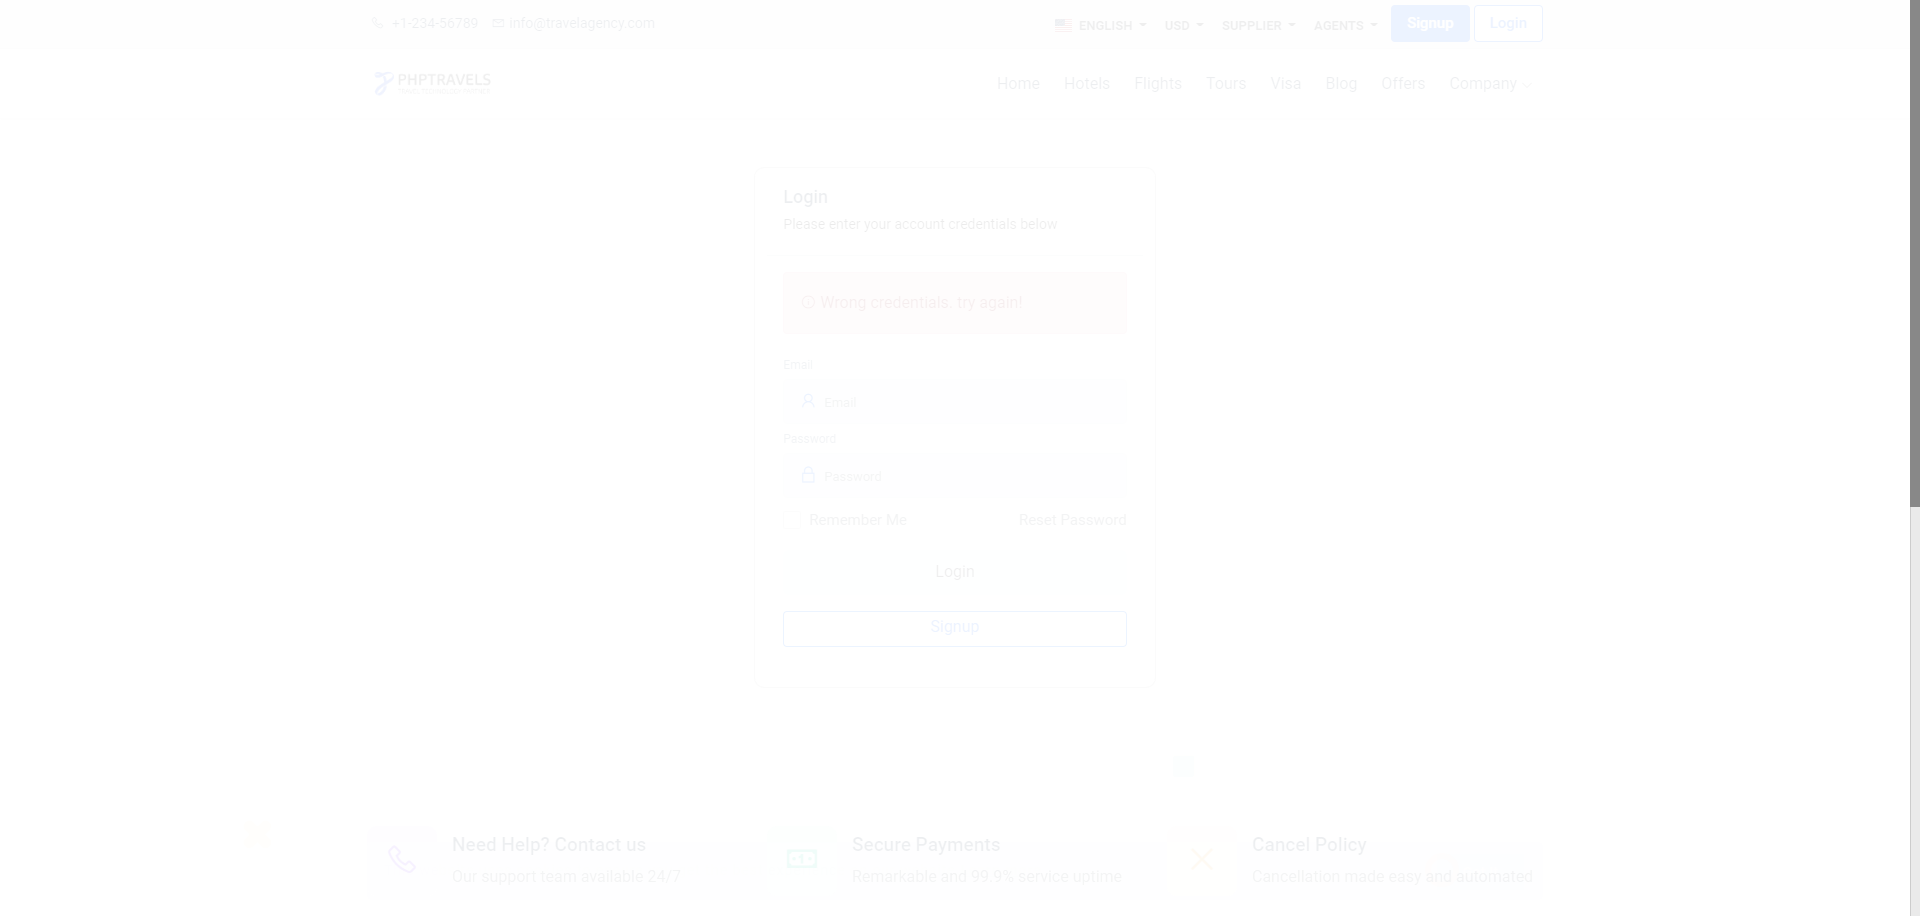 +1-234-56789 info@travelagency.com ENGLISH USD SUPPLIER AGENTS Signup Login
PHPTRAVELS Home Hotels Flights Tours Visa Blog Offers Company
Login
Please enter your account credentials below
Wrong credentials. try again!
Email
Email
Password
Password
Remember Me Reset Password
Login
Signup
Need Help? Contact us
Our support team available 24/7
Secure Payments
Remarkable and 99.9% service uptime
Cancel Policy
Cancellation made easy and automated